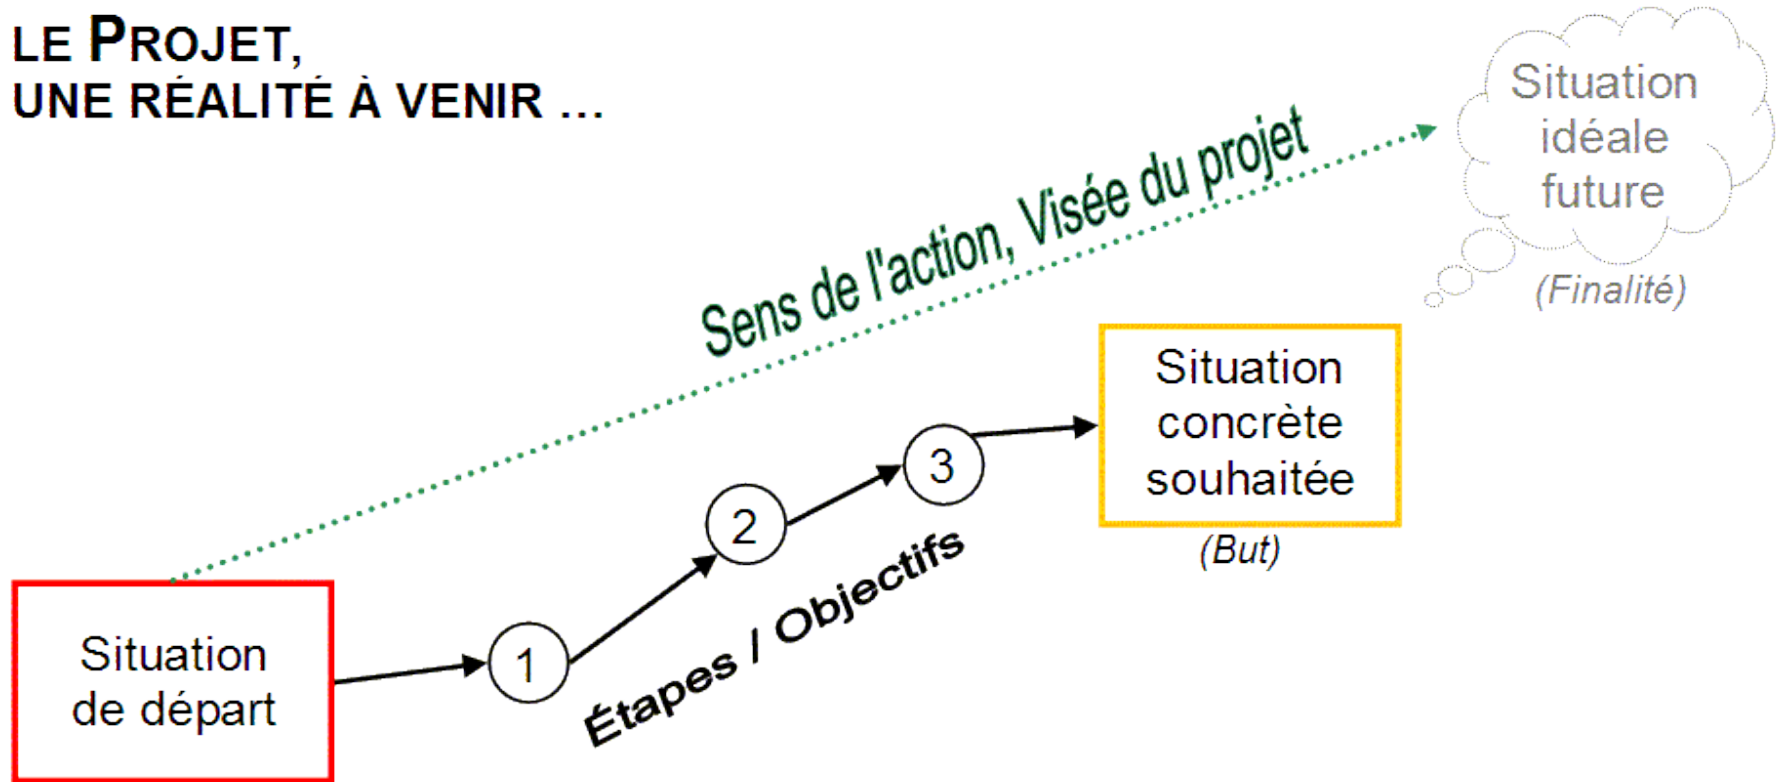 LE PROJET,
UNE RÉALITÉ À VENIR ...
Situation
idéale
future
(Finalité)
Sens de l'action, Visée du projet
Situation
concrète
souhaitée
(But)
3
2
1
Étapes / Objectifs
Situation
de départ